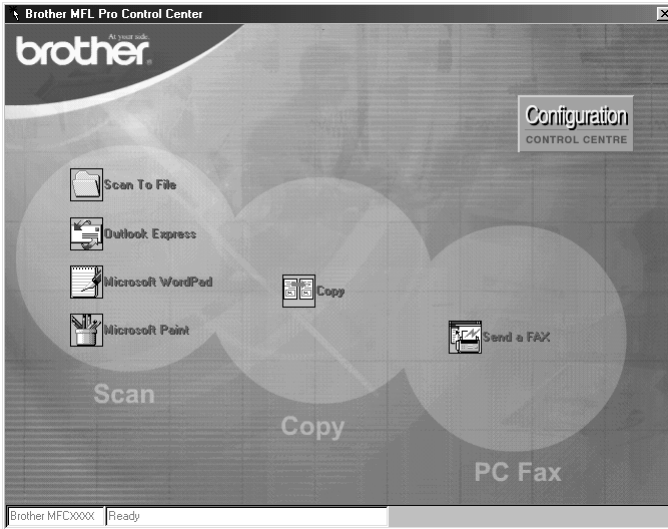 Brother MFL Pro Control Center
At your side.
brother
Configuration
CONTROL CENTRE
Scan To File
Outlook Express
Microsoft WordPad
Microsoft Paint
Scan
Copy
Copy
Send a FAX
PC Fax
Brother MFCXXXX
Ready